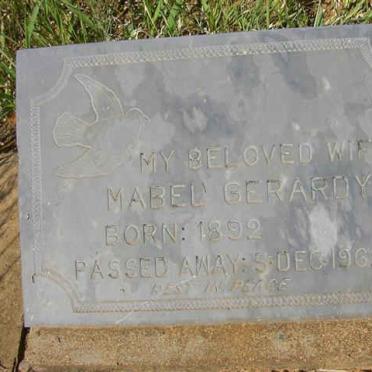 MY BELOVED WIF
MABEL GERARDY
BORN: 1892
PASSED AWAY: 5 DEC. 196
REST IN PEACE